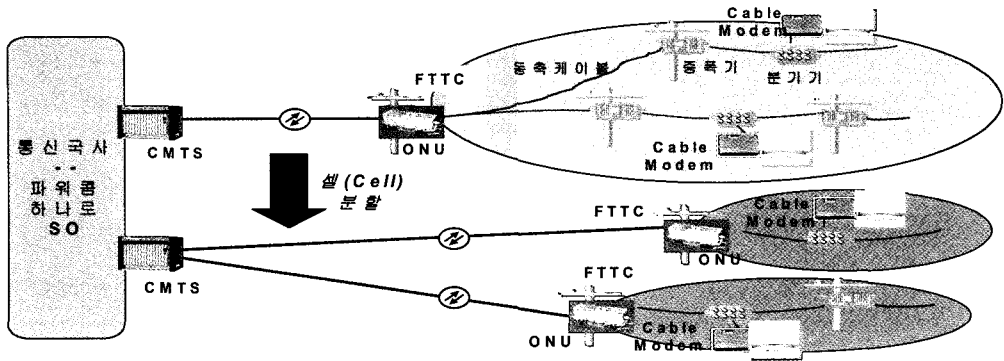 Cable
Modem
FTTC
동축케이블
증폭기
분기기
CMTS
ONU
Cable
Modem
통신국사
--
파워콤
하나로
SO
셀(Cell)
분할
FTTC
Cable
Modem
ONU
CMTS
FTTC
ONU
Cable
Modem